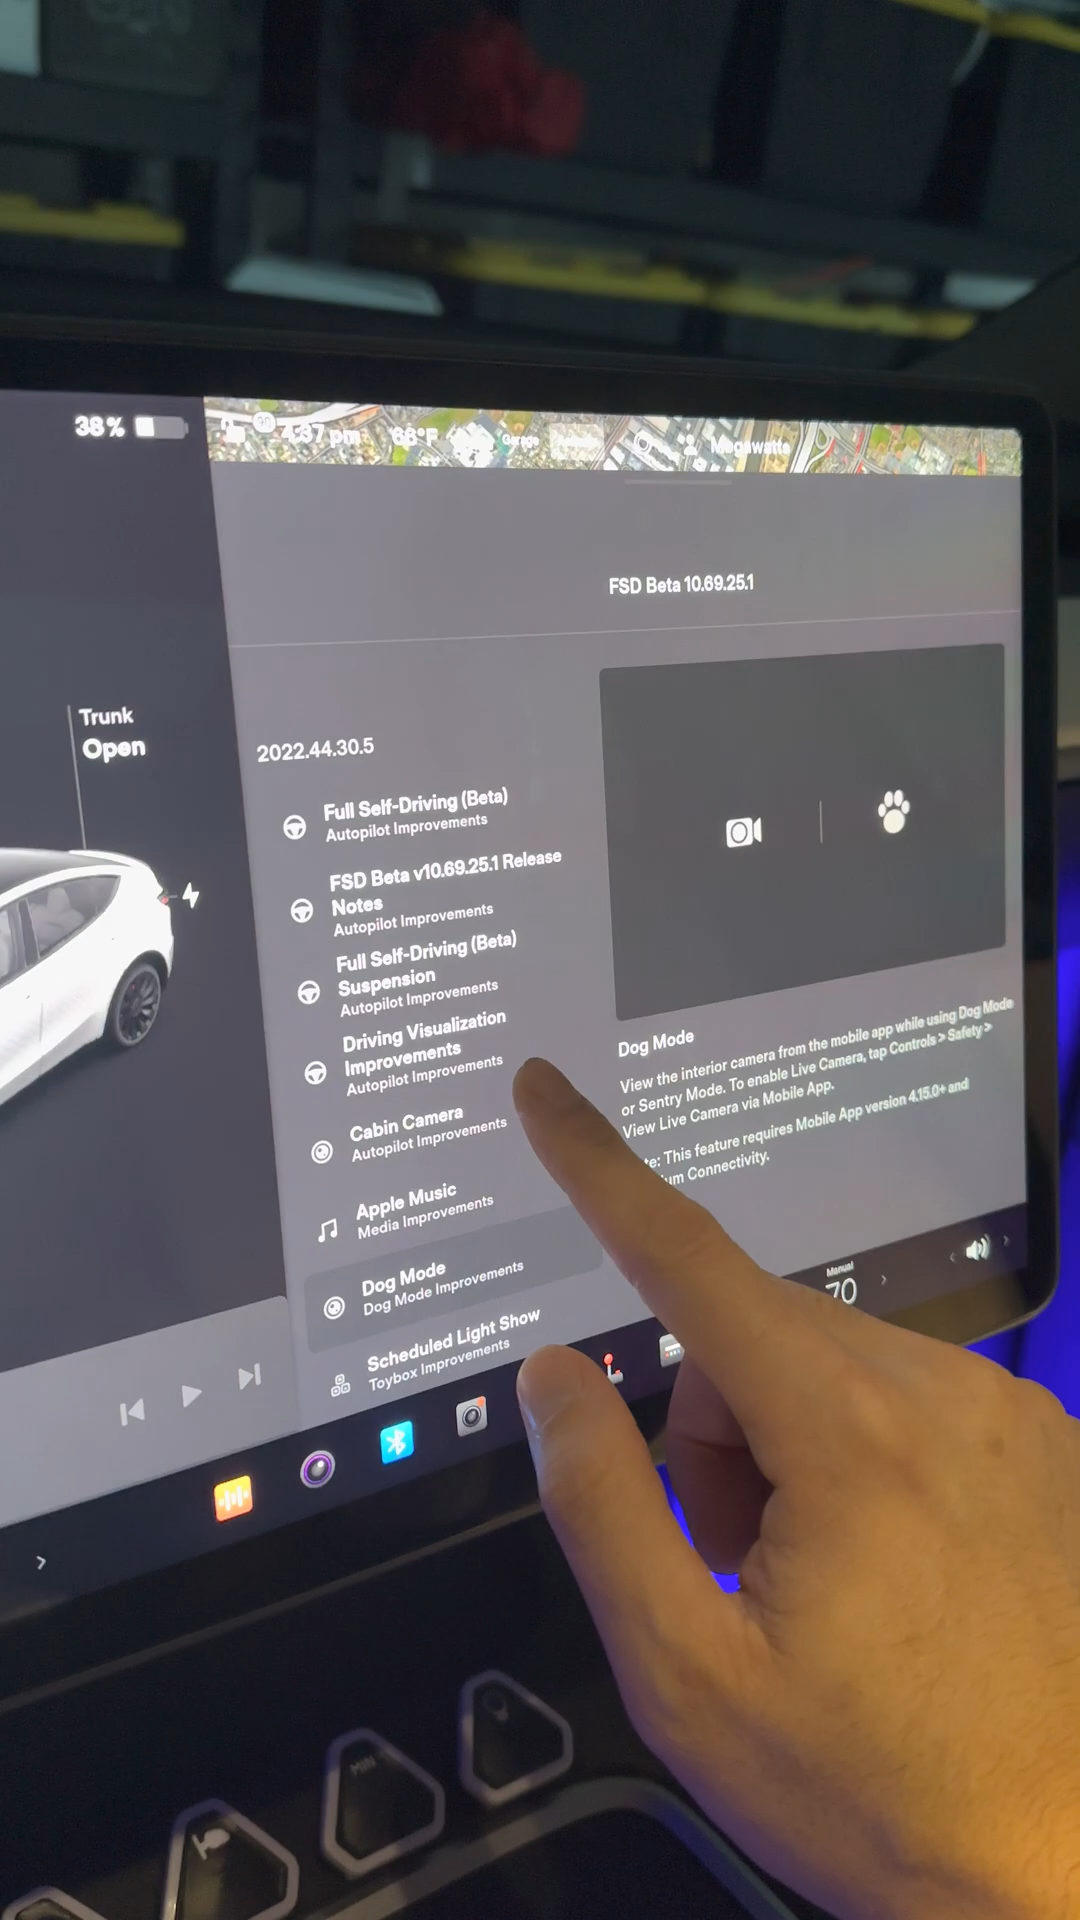 38%
4:37 pm
68°F
Garage
Megawatte
FSD Beta 10.69.25.1
Trunk
Open
2022.44.30.5
Full Self-Driving (Beta)
Autopilot Improvements
FSD Beta v10.69.25.1 Release
Notes
Autopilot Improvements
Full Self-Driving (Beta)
Suspension
Autopilot Improvements
Driving Visualization
Improvements
Autopilot Improvements
Cabin Camera
Autopilot Improvements
Apple Music
Media Improvements
Dog Mode
Dog Mode Improvements
Scheduled Light Show
Toybox Improvements
Dog Mode
View the interior camera from the mobile app while using Dog Mode
or Sentry Mode. To enable Live Camera, tap Controls > Safety >
View Live Camera via Mobile App.
te: This feature requires Mobile App version 4.15.0+ and
um Connectivity.
Manual
70
MIN